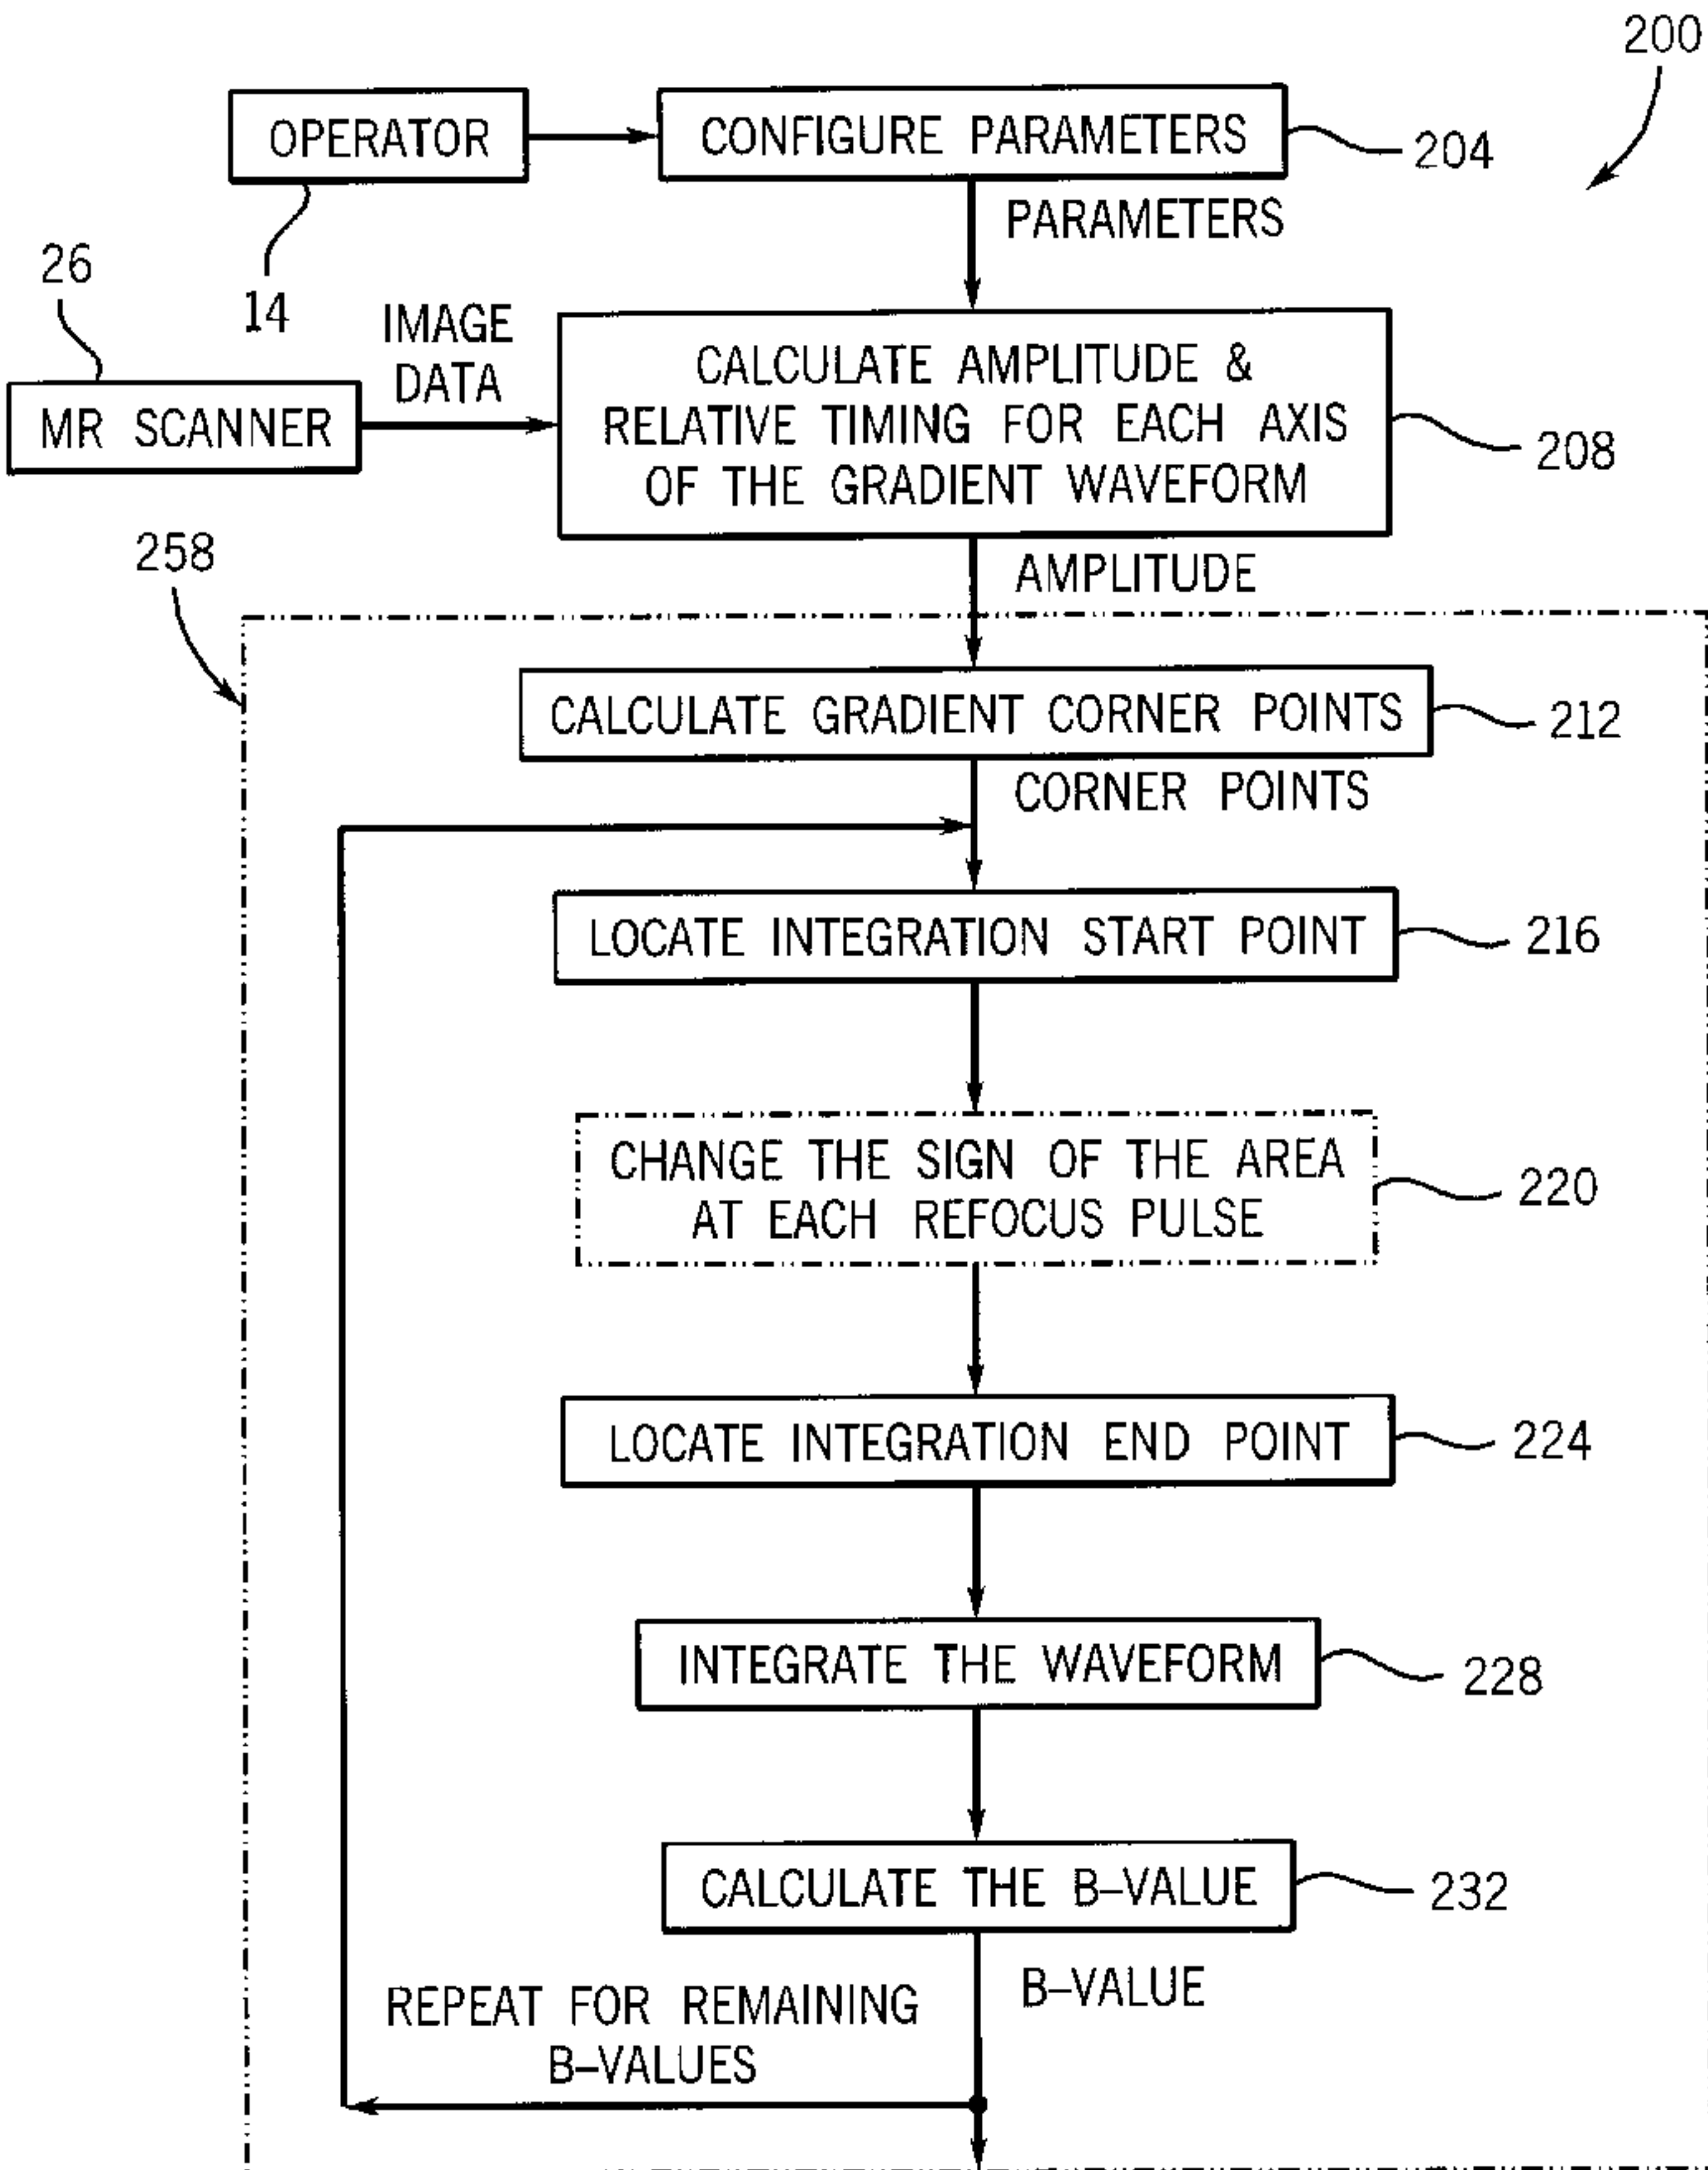 200
OPERATOR
CONFIGURE PARAMETERS
204
PARAMETERS
14
26
IMAGE
DATA
MR SCANNER
CALCULATE AMPLITUDE &
RELATIVE TIMING FOR EACH AXIS
OF THE GRADIENT WAVEFORM
208
258
AMPLITUDE
CALCULATE GRADIENT CORNER POINTS
212
CORNER POINTS
LOCATE INTEGRATION START POINT
216
CHANGE THE SIGN OF THE AREA
AT EACH REFOCUS PULSE
220
LOCATE INTEGRATION END POINT
224
INTEGRATE THE WAVEFORM
228
CALCULATE THE B-VALUE
232
B-VALUE
REPEAT FOR REMAINING
B-VALUES